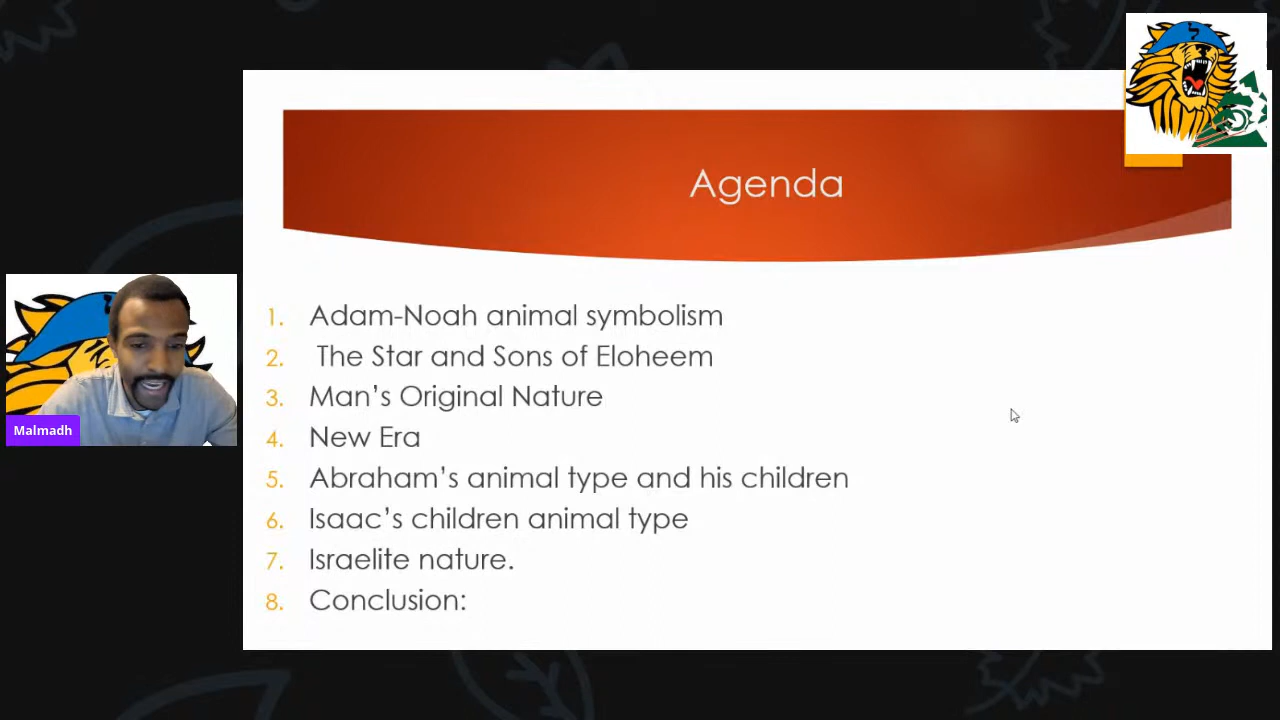 Agenda
1. Adam-Noah animal symbolism
2. The Star and Sons of Eloheem
3. Man's Original Nature
4. New Era
5. Abraham's animal type and his children
6. Isaac's children animal type
7. Israelite nature.
8. Conclusion:
Malmadh